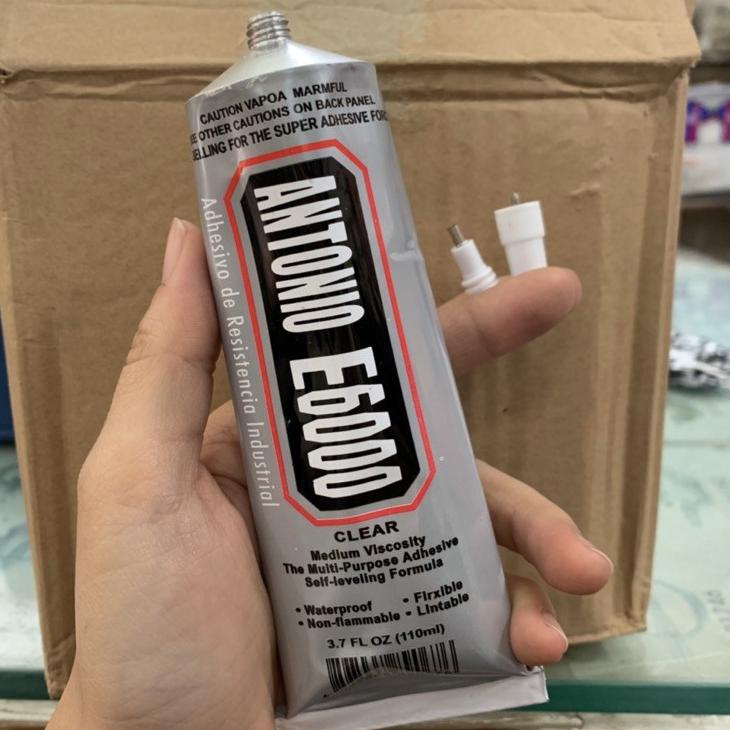 CAUTION VAPOA MARMFUL
E OTHER CAUTIONS ON BACK PANEL
ELLING FOR THE SUPER ADHESIVE FOR
ANTONIO E6000
Adhesivo de Resistencia Industrial
CLEAR
Medium Viscosity
The Multi-Purpose Adhesive
Self-leveling Formula
• Waterproof • Firxible
• Non-flammable • Lintable
3.7 FL OZ (110ml)